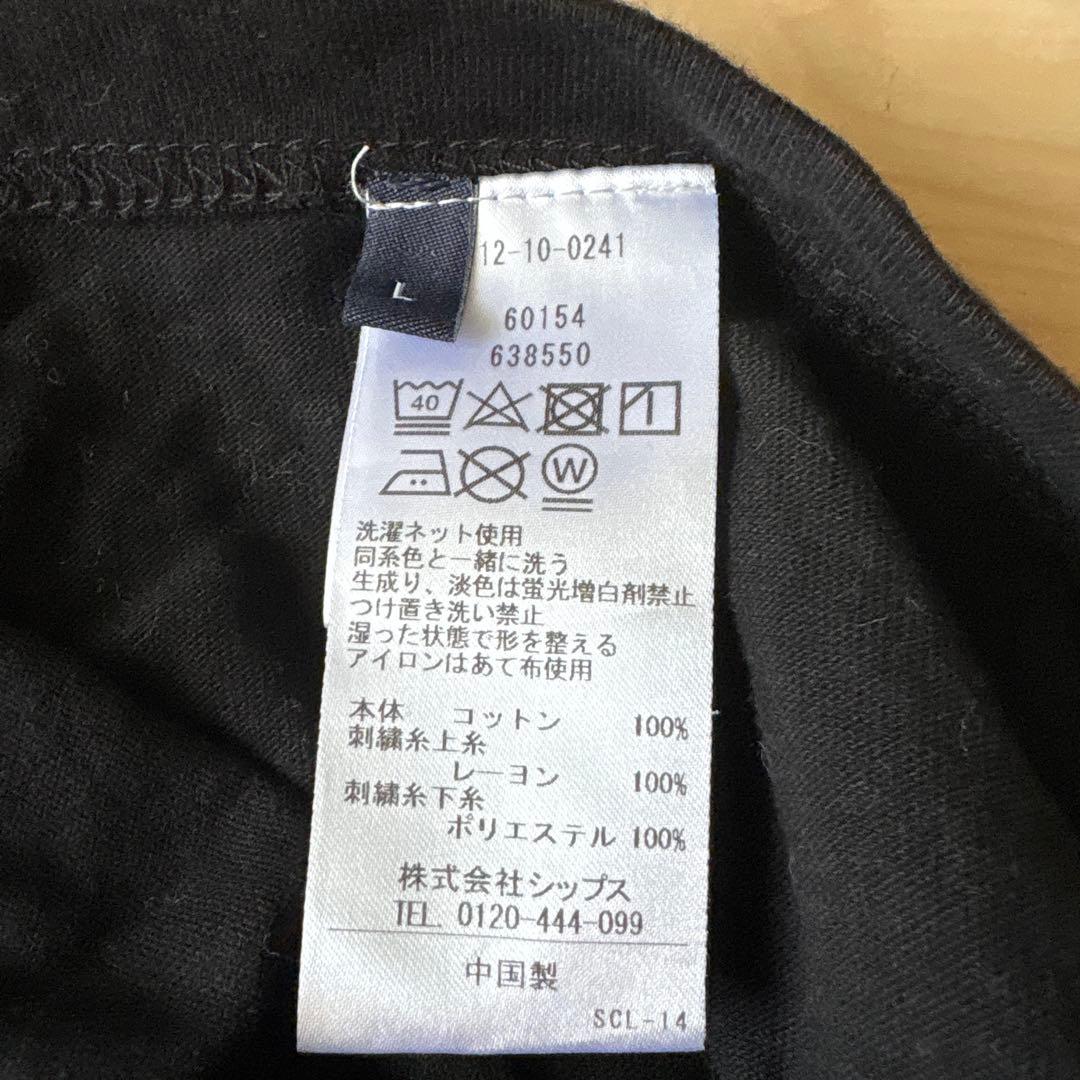 12-10-0241
L
60154
638550
40
W
洗濯ネット使用
同系色と一緒に洗う
生成り、淡色は蛍光増白剤禁止
つけ置き洗い禁止
湿った状態で形を整える
アイロンはあて布使用
本体 コットン 100%
刺繍糸上糸
レーヨン 100%
刺繍糸下糸
ポリエステル 100%
株式会社シップス
TEL. 0120-444-099
中国製
SCL-14